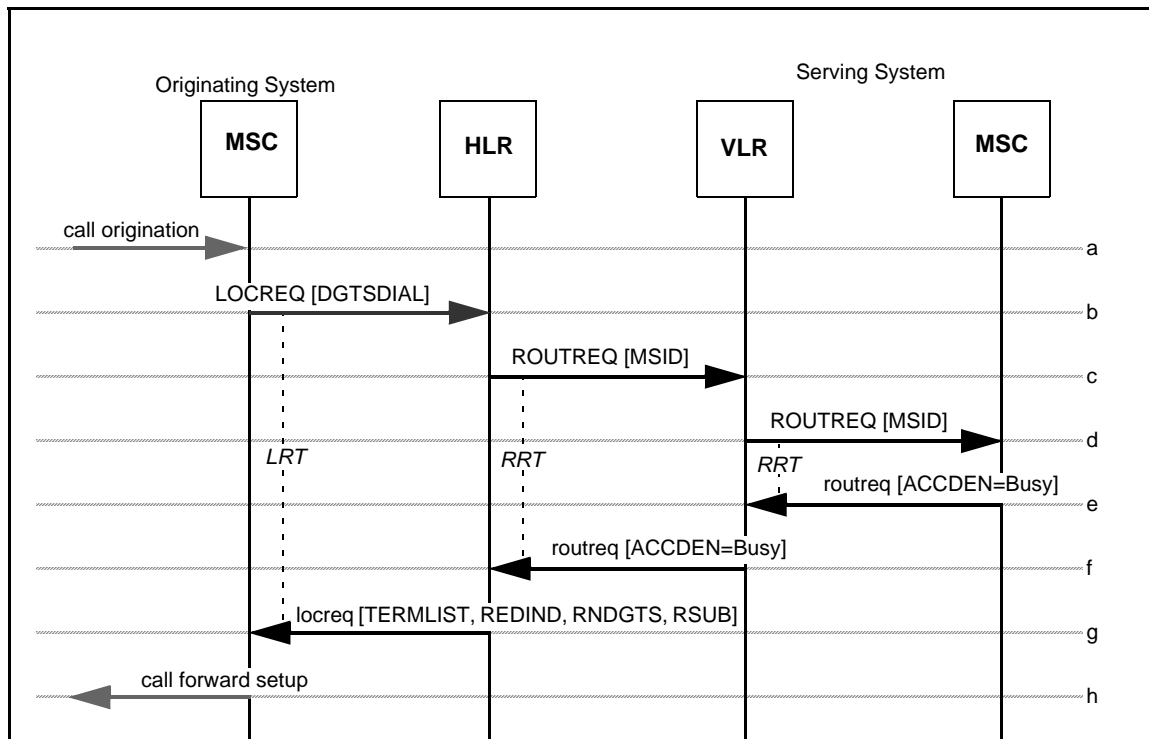 Originating System
Serving System
MSC
HLR
VLR
MSC
call origination
a
LOCREQ [DGTSDIAL]
b
ROUTREQ [MSID]
c
ROUTREQ [MSID]
d
LRT
RRT
RRT
routreq [ACCDEN=Busy]
e
routreq [ACCDEN=Busy]
f
locreq [TERMLIST, REDIND, RNDGTS, RSUB]
g
call forward setup
h